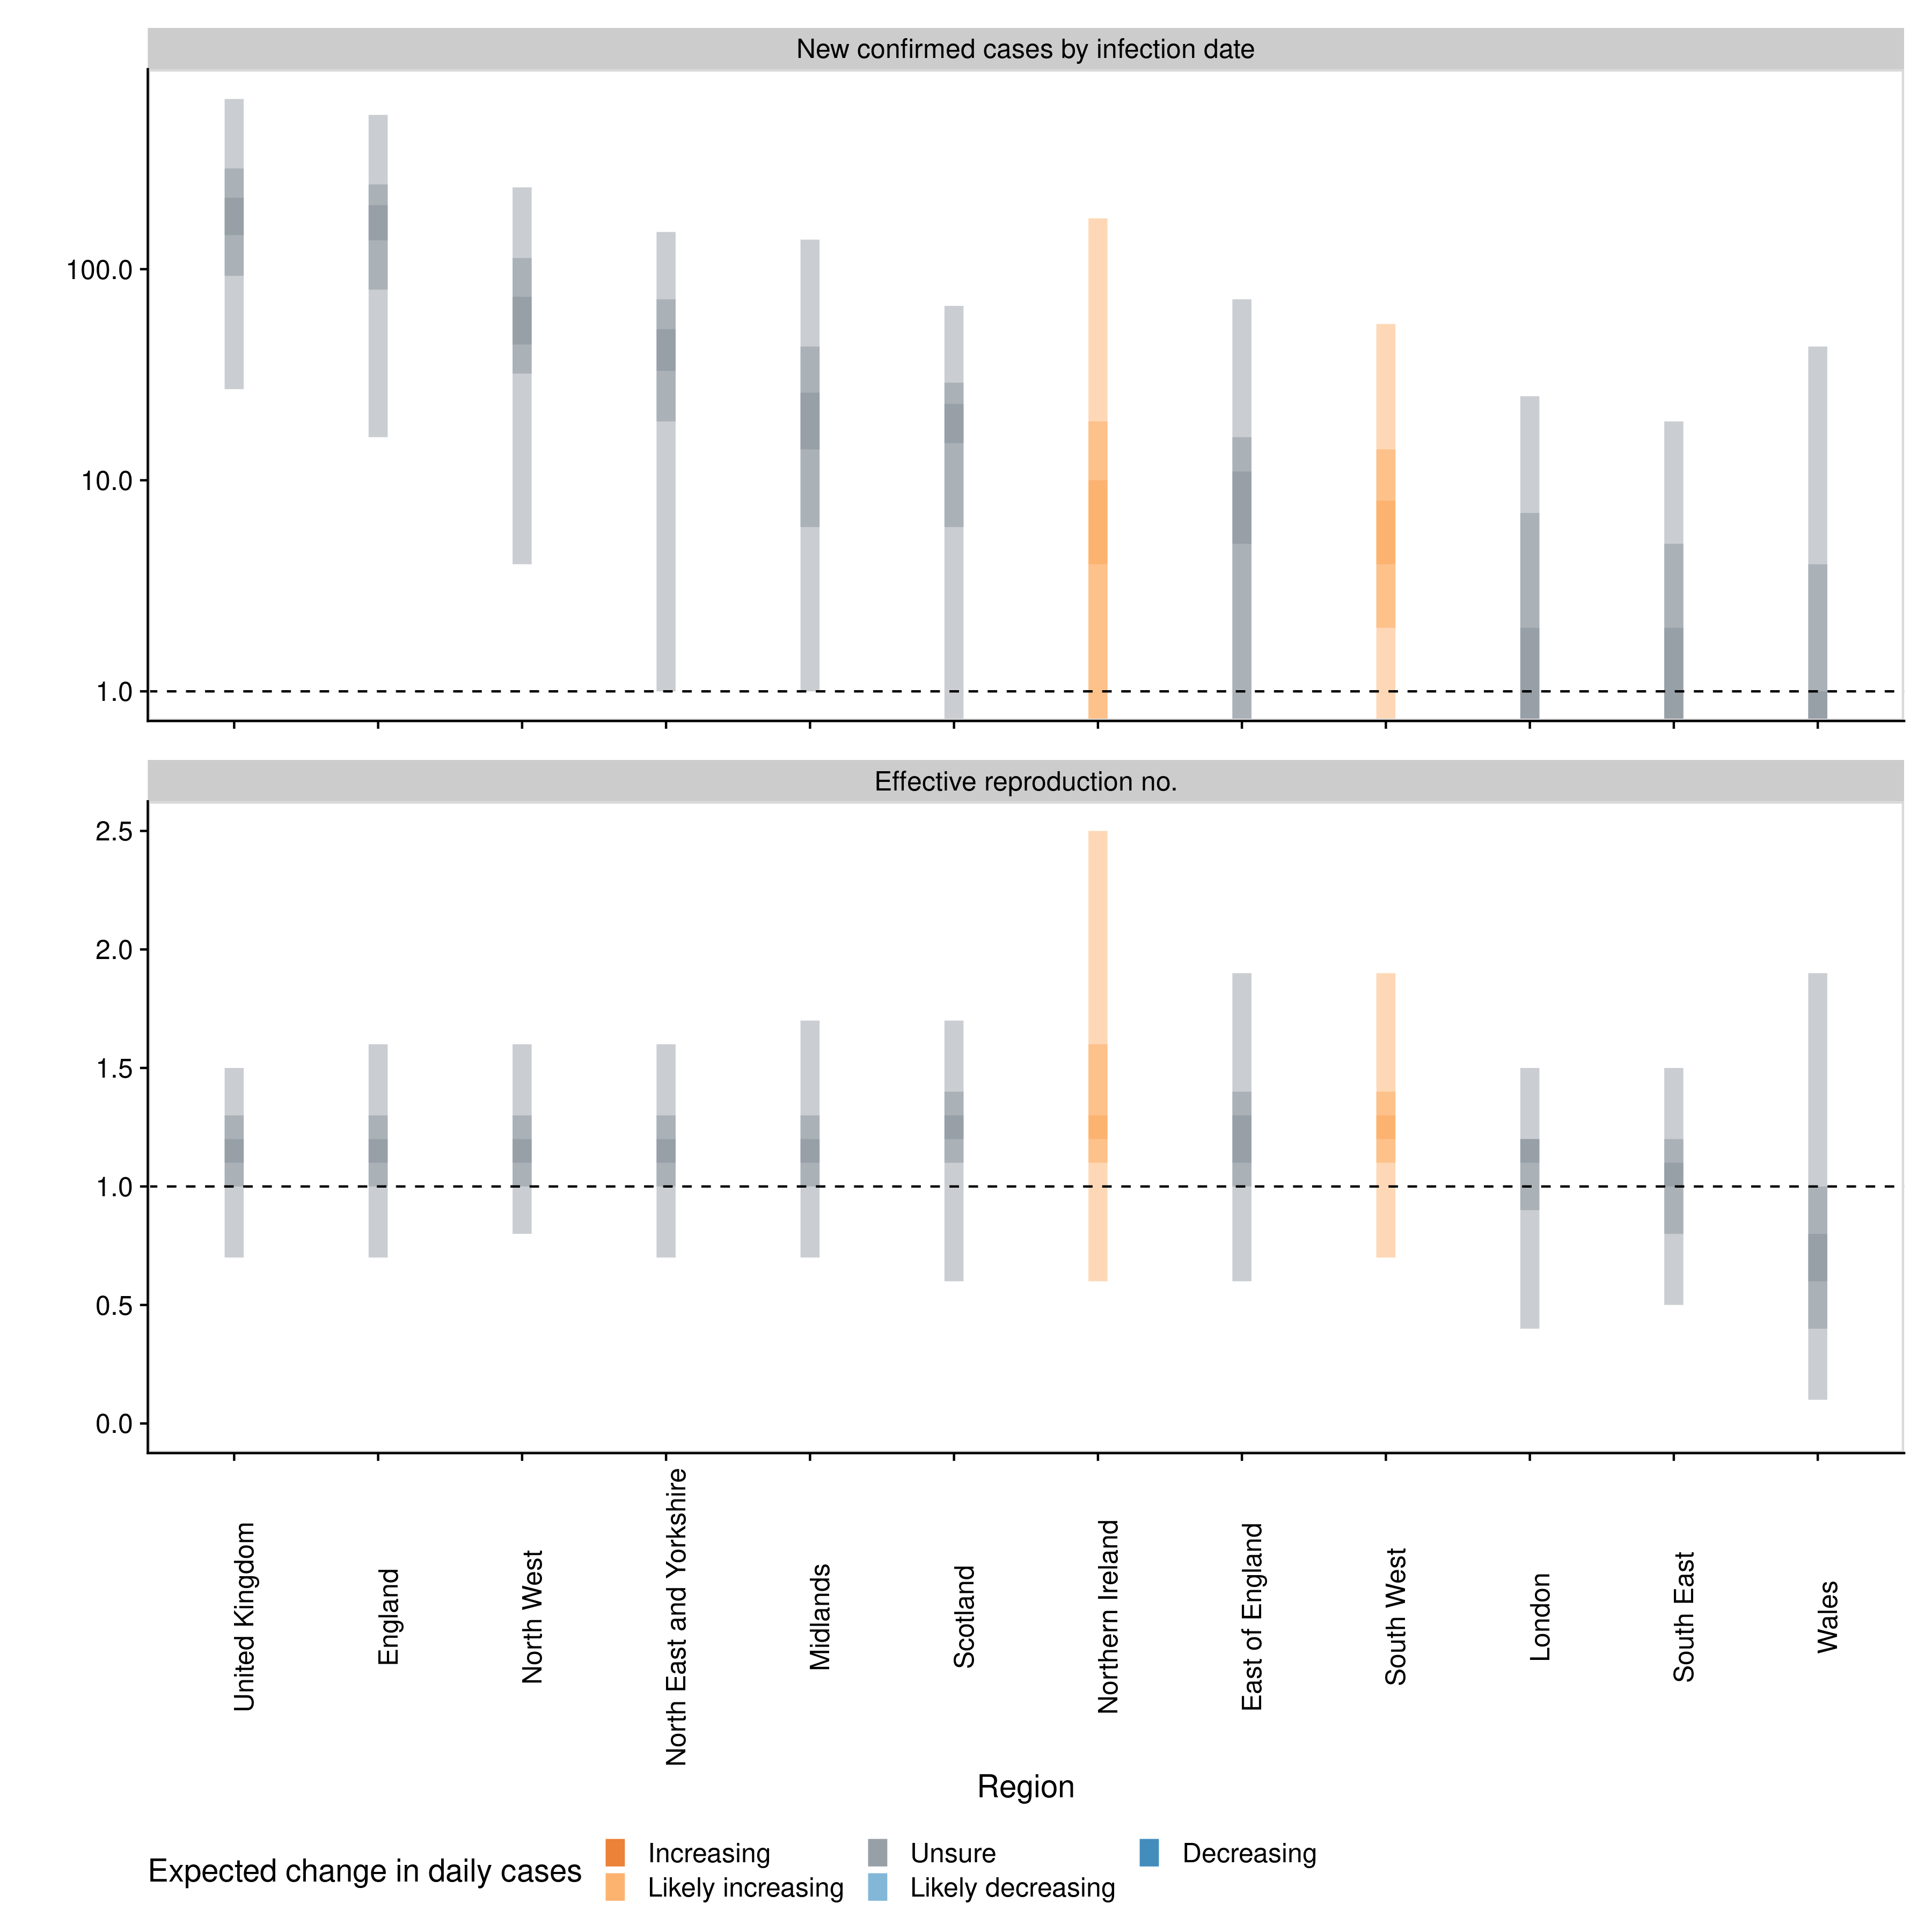 New confirmed cases by infection date
100.0
10.0
1.0
Effective reproduction no.
2.5
2.0
1.5
1.0
0.5
0.0
United Kingdom
England
North West
North East and Yorkshire
Midlands
Scotland
Northern Ireland
East of England
South West
London
South East
Wales
Region
Expected change in daily cases
Increasing
Likely increasing
Unsure
Likely decreasing
Decreasing